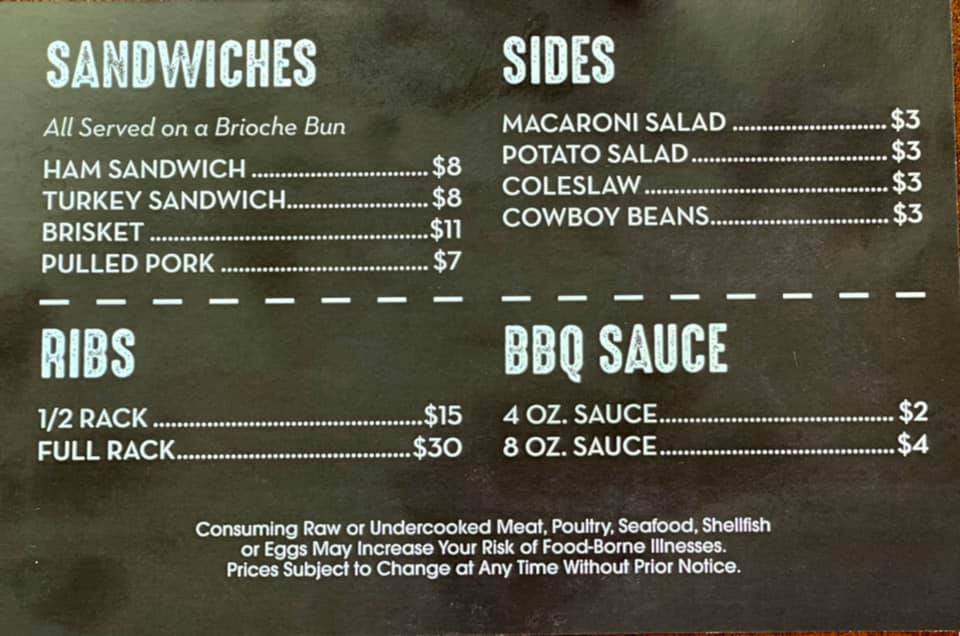 SANDWICHES
All Served on a Brioche Bun
HAM SANDWICH ............................. $8
TURKEY SANDWICH....................... $8
BRISKET .............................................$11
PULLED PORK .................................. $7
SIDES
MACARONI SALAD ......................... $3
POTATO SALAD................................ $3
COLESLAW........................................ $3
COWBOY BEANS............................. $3
RIBS
1/2 RACK ............................................$15
FULL RACK.......................................$30
BBQ SAUCE
4 OZ. SAUCE...................................... $2
8 OZ. SAUCE...................................... $4
Consuming Raw or Undercooked Meat, Poultry, Seafood, Shellfish
or Eggs May Increase Your Risk of Food-Borne Illnesses.
Prices Subject to Change at Any Time Without Prior Notice.